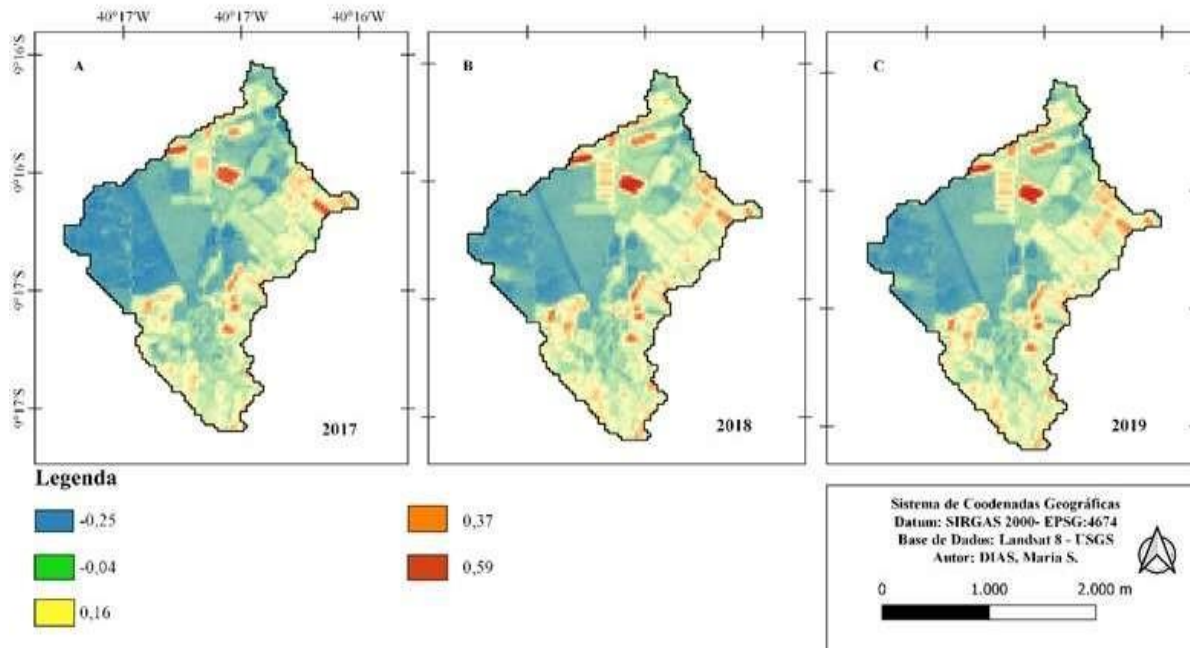 40°17'W 40°17'W 40°16'W
9°16'S
9°16'S
9°17'S
9°17'S
A
2017
B
2018
C
2019
Legenda
-0.25
-0,04
0,16
0,37
0,59
Sistema de Coodenadas Geográficas
Datum: SIRGAS 2000- EPSG:4674
Base de Dados: Landsat 8 - USGS
Autor: DIAS, Maria S.
0 1.000 2.000 m